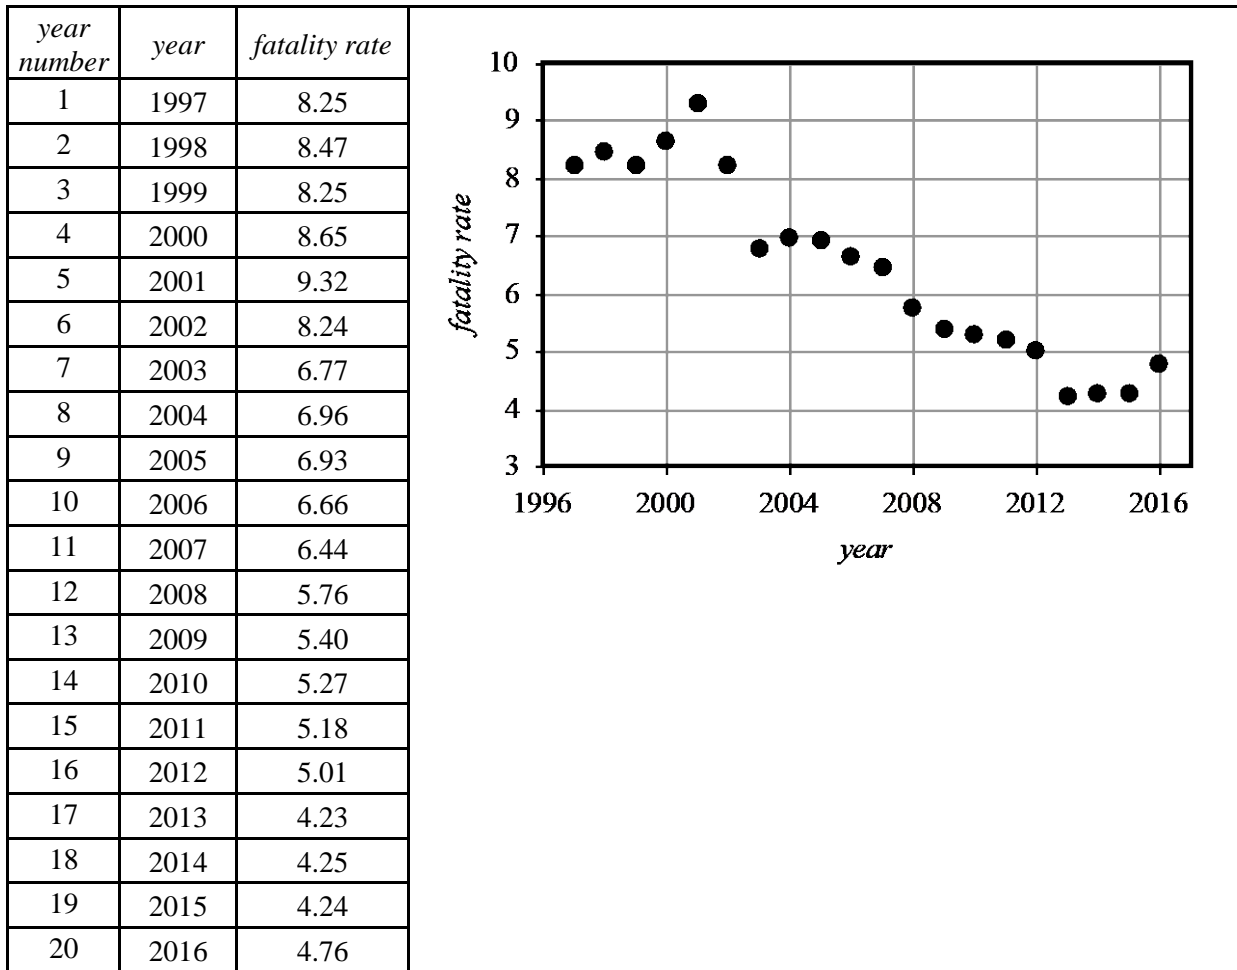 year number year fatality rate
1 1997 8.25
2 1998 8.47
3 1999 8.25
4 2000 8.65
5 2001 9.32
6 2002 8.24
7 2003 6.77
8 2004 6.96
9 2005 6.93
10 2006 6.66
11 2007 6.44
12 2008 5.76
13 2009 5.40
14 2010 5.27
15 2011 5.18
16 2012 5.01
17 2013 4.23
18 2014 4.25
19 2015 4.24
20 2016 4.76
fatality rate
10
9
8
7
6
5
4
3
1996 2000 2004 2008 2012 2016
year